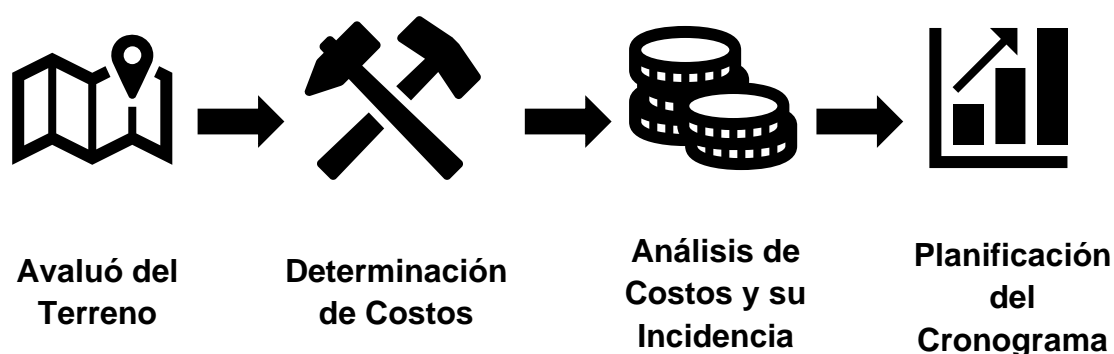 Avaluó del
Terreno
Determinación
de Costos
Análisis de
Costos y su
Incidencia
Planificación
del
Cronograma